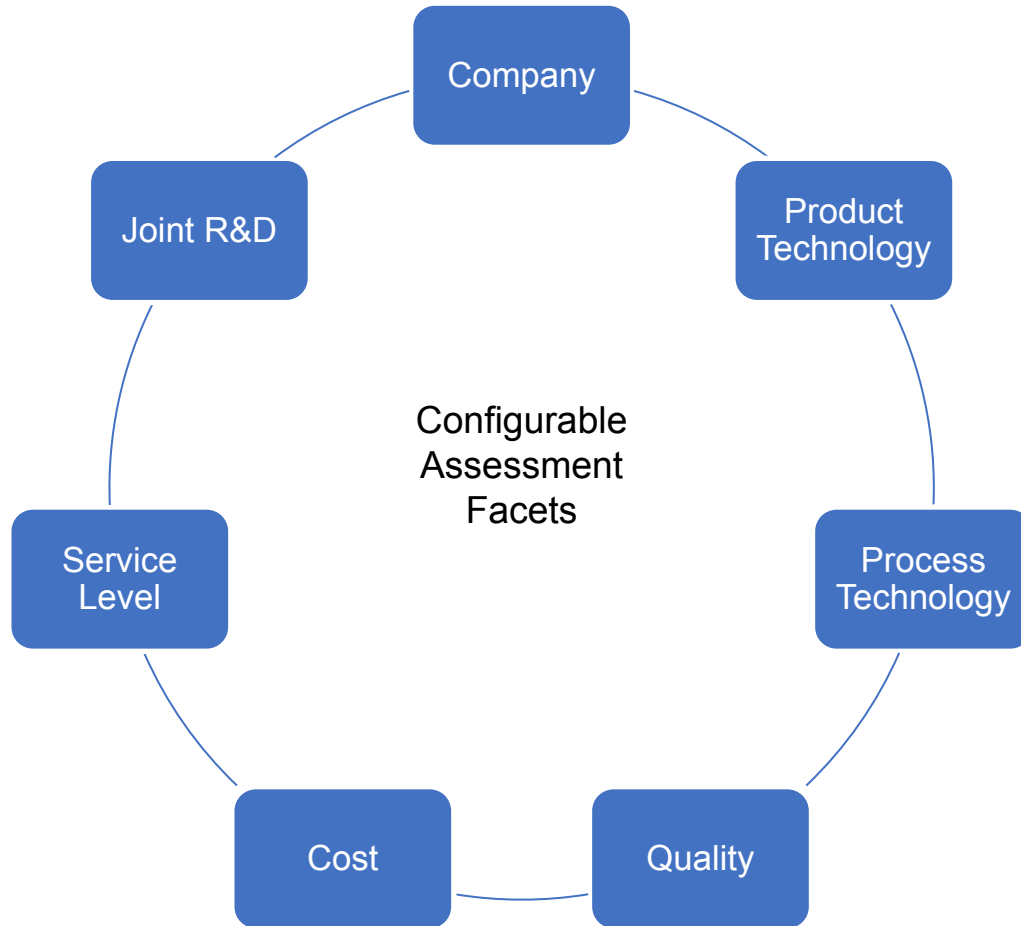 Company
Product
Technology
Process
Technology
Quality
Cost
Service
Level
Joint R&D
Configurable
Assessment
Facets